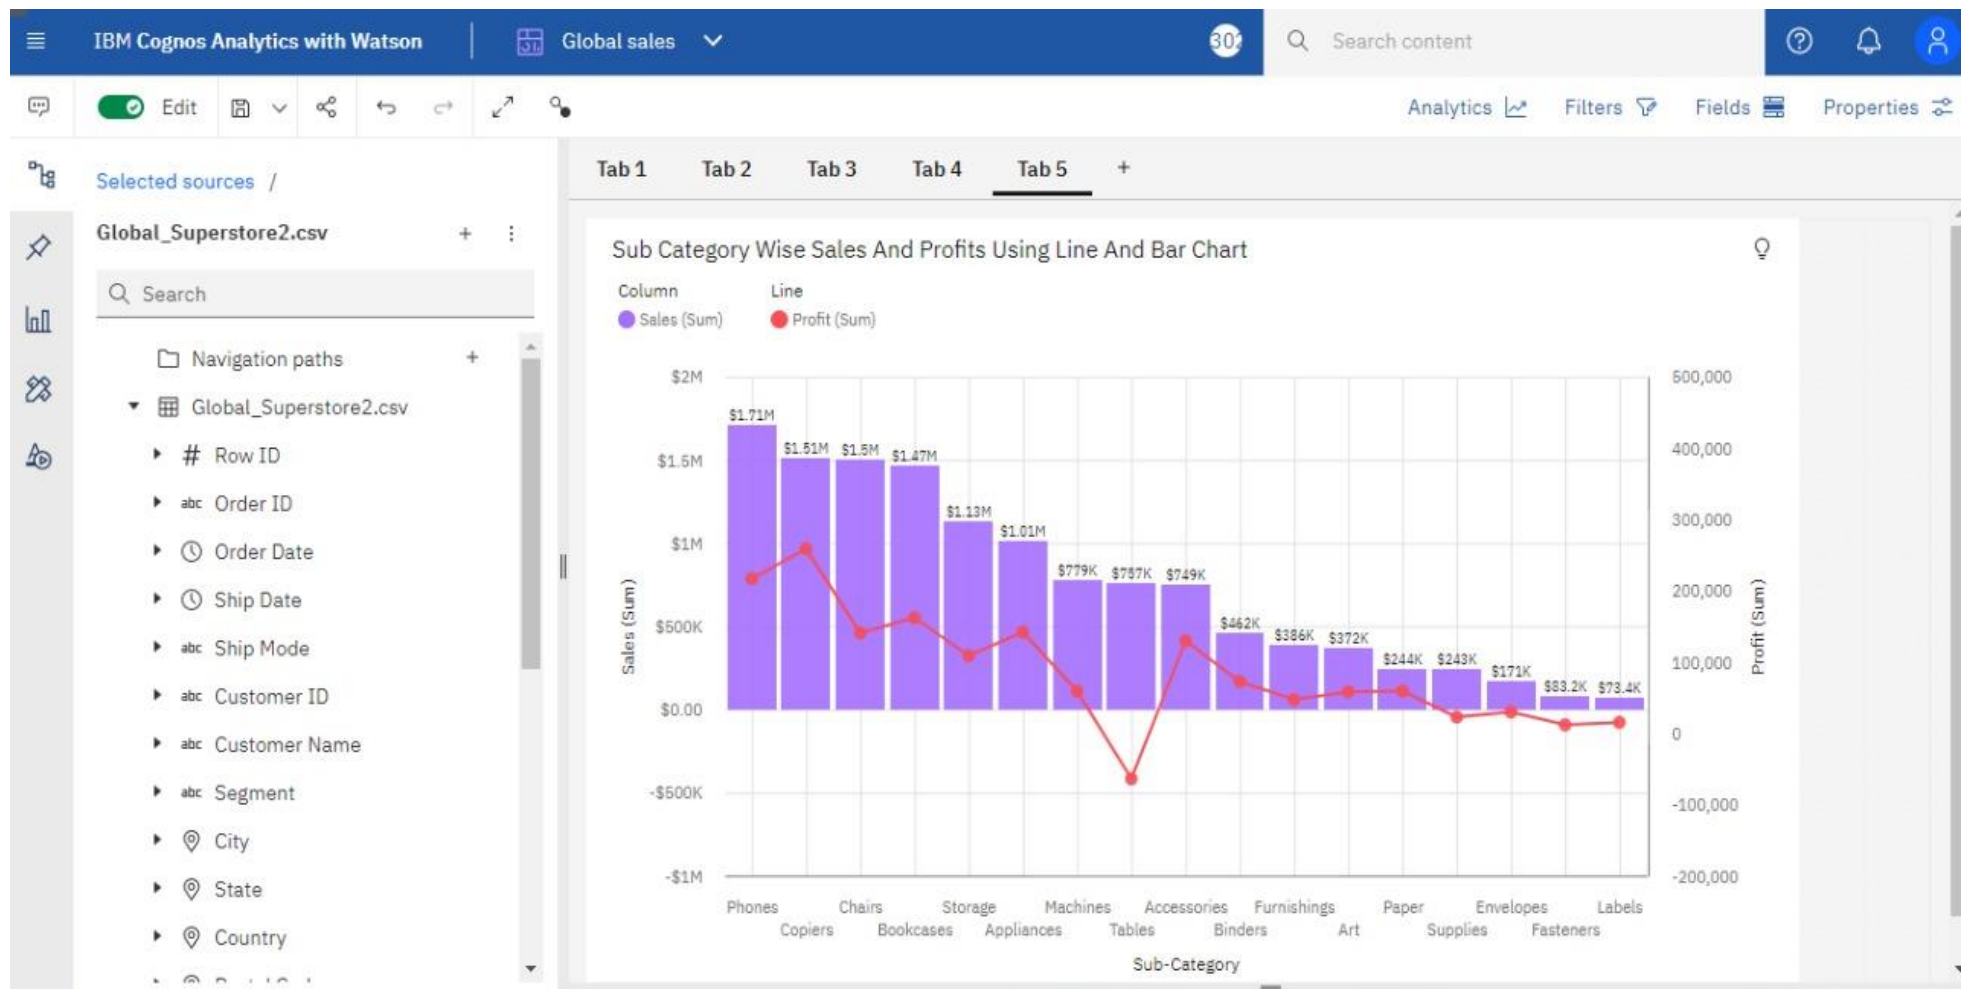 IBM Cognos Analytics with Watson
Global sales
302
Search content
Edit
Analytics
Filters
Fields
Properties
Selected sources /
Global_Superstore2.csv
Search
Navigation paths
Global_Superstore2.csv
# Row ID
abc Order ID
Order Date
Ship Date
abc Ship Mode
abc Customer ID
abc Customer Name
abc Segment
City
State
Country
Tab 1 Tab 2 Tab 3 Tab 4 Tab 5 +
Sub Category Wise Sales And Profits Using Line And Bar Chart
Column Line
Sales (Sum) Profit (Sum)
$2M
$1.5M
$1M
$500K
$0.00
-$500K
-$1M
Sales (Sum)
$1.71M
$1.51M
$1.5M
$1.47M
$1.13M
$1.01M
$779K
$757K
$749K
$462K
$386K
$372K
$244K
$243K
$171K
$83.2K
$73.4K
500,000
400,000
300,000
200,000
100,000
0
-100,000
-200,000
Profit (Sum)
Phones Chairs Storage Machines Accessories Furnishings Paper Envelopes Labels
Copiers Bookcases Appliances Tables Binders Art Supplies Fasteners
Sub-Category